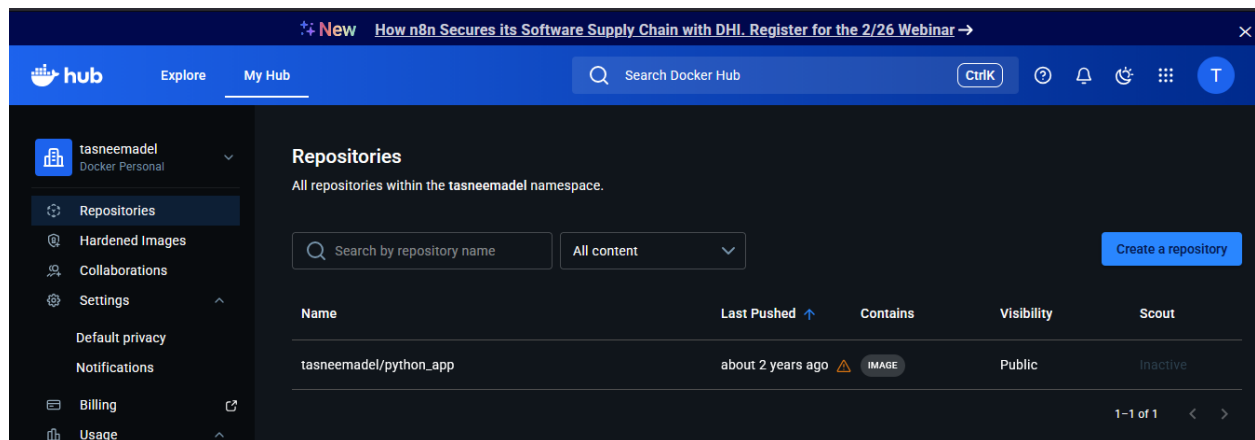 New How n8n Secures its Software Supply Chain with DHI. Register for the 2/26 Webinar →
hub Explore My Hub Search Docker Hub CtrlK T
tasneemadel
Docker Personal
Repositories
Hardened Images
Collaborations
Settings
Default privacy
Notifications
Billing
Usage
Repositories
All repositories within the tasneemadel namespace.
Search by repository name All content Create a repository
Name Last Pushed ↑ Contains Visibility Scout
tasneemadel/python_app about 2 years ago IMAGE Public Inactive
1–1 of 1